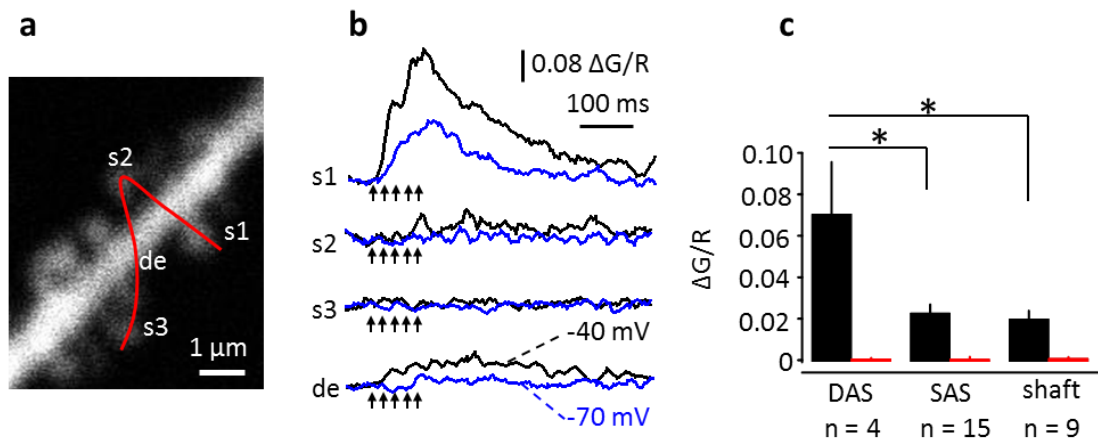 a
s2
s1
de
s3
1 μm
b
0.08 ΔG/R
100 ms
s1
s2
s3
-40 mV
de
-70 mV
c
*
*
0.10
0.08
0.06
0.04
0.02
0
ΔG/R
DAS SAS shaft
n = 4 n = 15 n = 9